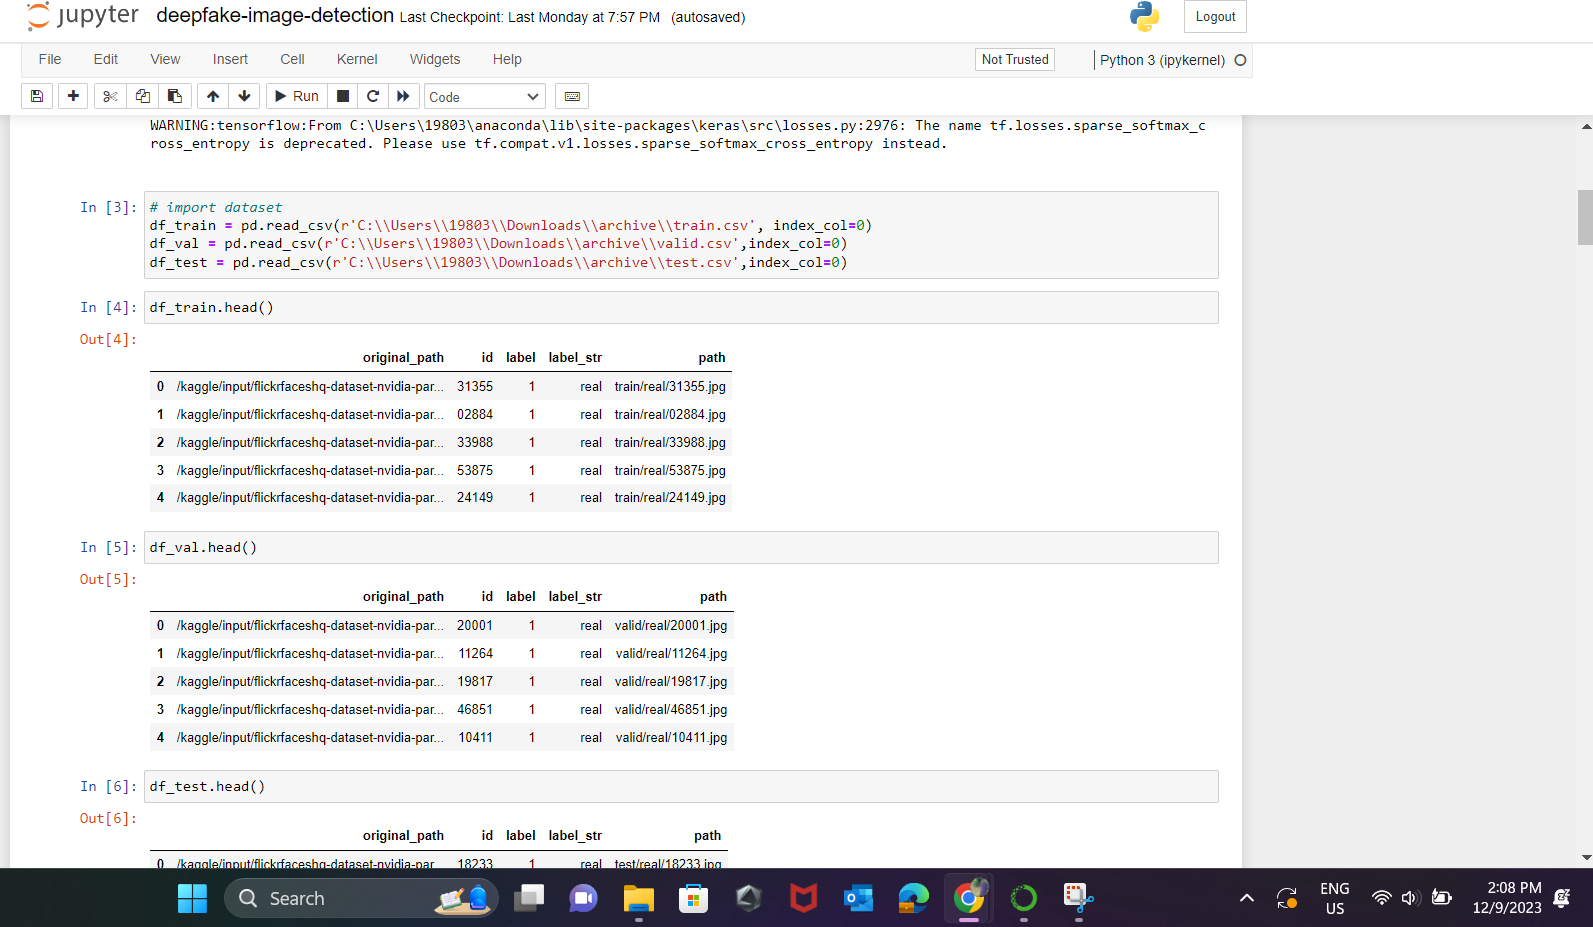 jupyter deepfake-image-detection Last Checkpoint: Last Monday at 7:57 PM (autosaved) Logout
File Edit View Insert Cell Kernel Widgets Help Not Trusted Python 3 (ipykernel)
Run Code
WARNING:tensorflow:From C:\Users\19803\anaconda\lib\site-packages\keras\src\losses.py:2976: The name tf.losses.sparse_softmax_c
ross_entropy is deprecated. Please use tf.compat.v1.losses.sparse_softmax_cross_entropy instead.
In [3]: # import dataset
df_train = pd.read_csv(r'C:\\Users\\19803\\Downloads\\archive\\train.csv', index_col=0)
df_val = pd.read_csv(r'C:\\Users\\19803\\Downloads\\archive\\valid.csv',index_col=0)
df_test = pd.read_csv(r'C:\\Users\\19803\\Downloads\\archive\\test.csv',index_col=0)
In [4]: df_train.head()
Out[4]:
original_path id label label_str path
0 /kaggle/input/flickrfaceshq-dataset-nvidia-par... 31355 1 real train/real/31355.jpg
1 /kaggle/input/flickrfaceshq-dataset-nvidia-par... 02884 1 real train/real/02884.jpg
2 /kaggle/input/flickrfaceshq-dataset-nvidia-par... 33988 1 real train/real/33988.jpg
3 /kaggle/input/flickrfaceshq-dataset-nvidia-par... 53875 1 real train/real/53875.jpg
4 /kaggle/input/flickrfaceshq-dataset-nvidia-par... 24149 1 real train/real/24149.jpg
In [5]: df_val.head()
Out[5]:
original_path id label label_str path
0 /kaggle/input/flickrfaceshq-dataset-nvidia-par... 20001 1 real valid/real/20001.jpg
1 /kaggle/input/flickrfaceshq-dataset-nvidia-par... 11264 1 real valid/real/11264.jpg
2 /kaggle/input/flickrfaceshq-dataset-nvidia-par... 19817 1 real valid/real/19817.jpg
3 /kaggle/input/flickrfaceshq-dataset-nvidia-par... 46851 1 real valid/real/46851.jpg
4 /kaggle/input/flickrfaceshq-dataset-nvidia-par... 10411 1 real valid/real/10411.jpg
In [6]: df_test.head()
Out[6]:
original_path id label label_str path
0 /kaggle/input/flickrfaceshq-dataset-nvidia-par 18233 1 real test/real/18233.jpg
Search ENG 2:08 PM
US 12/9/2023